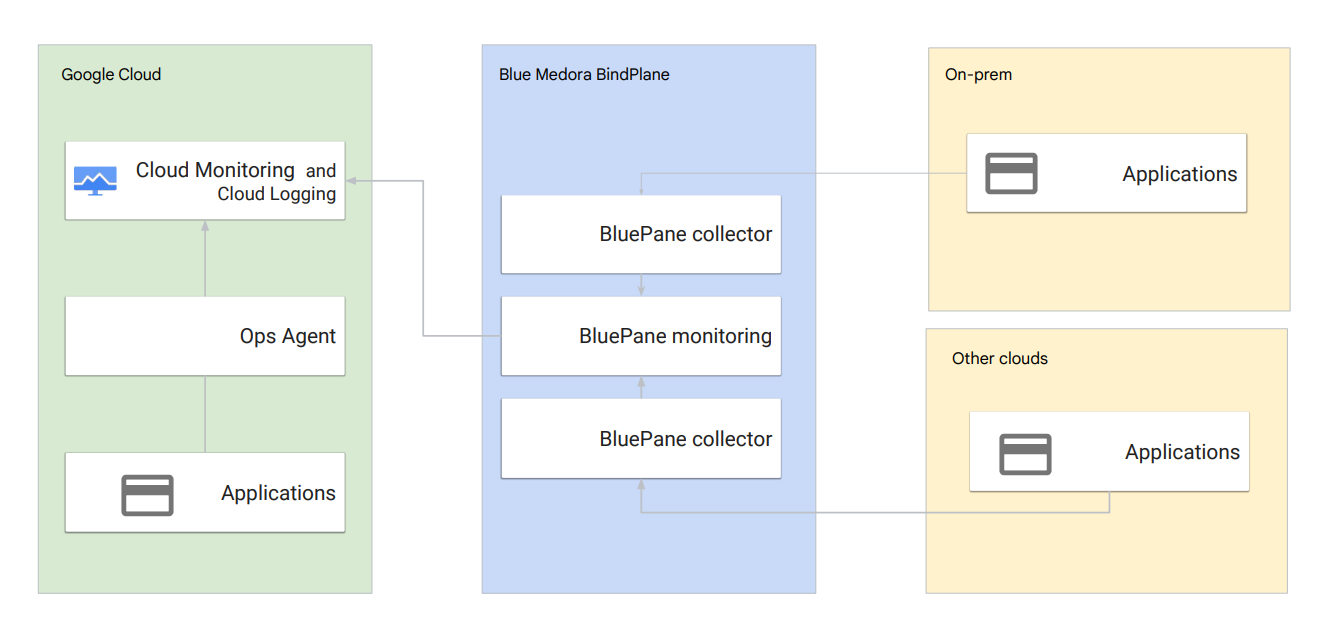 Google Cloud
Cloud Monitoring and
Cloud Logging
Ops Agent
Applications
Blue Medora BindPlane
BluePane collector
BluePane monitoring
BluePane collector
On-prem
Applications
Other clouds
Applications